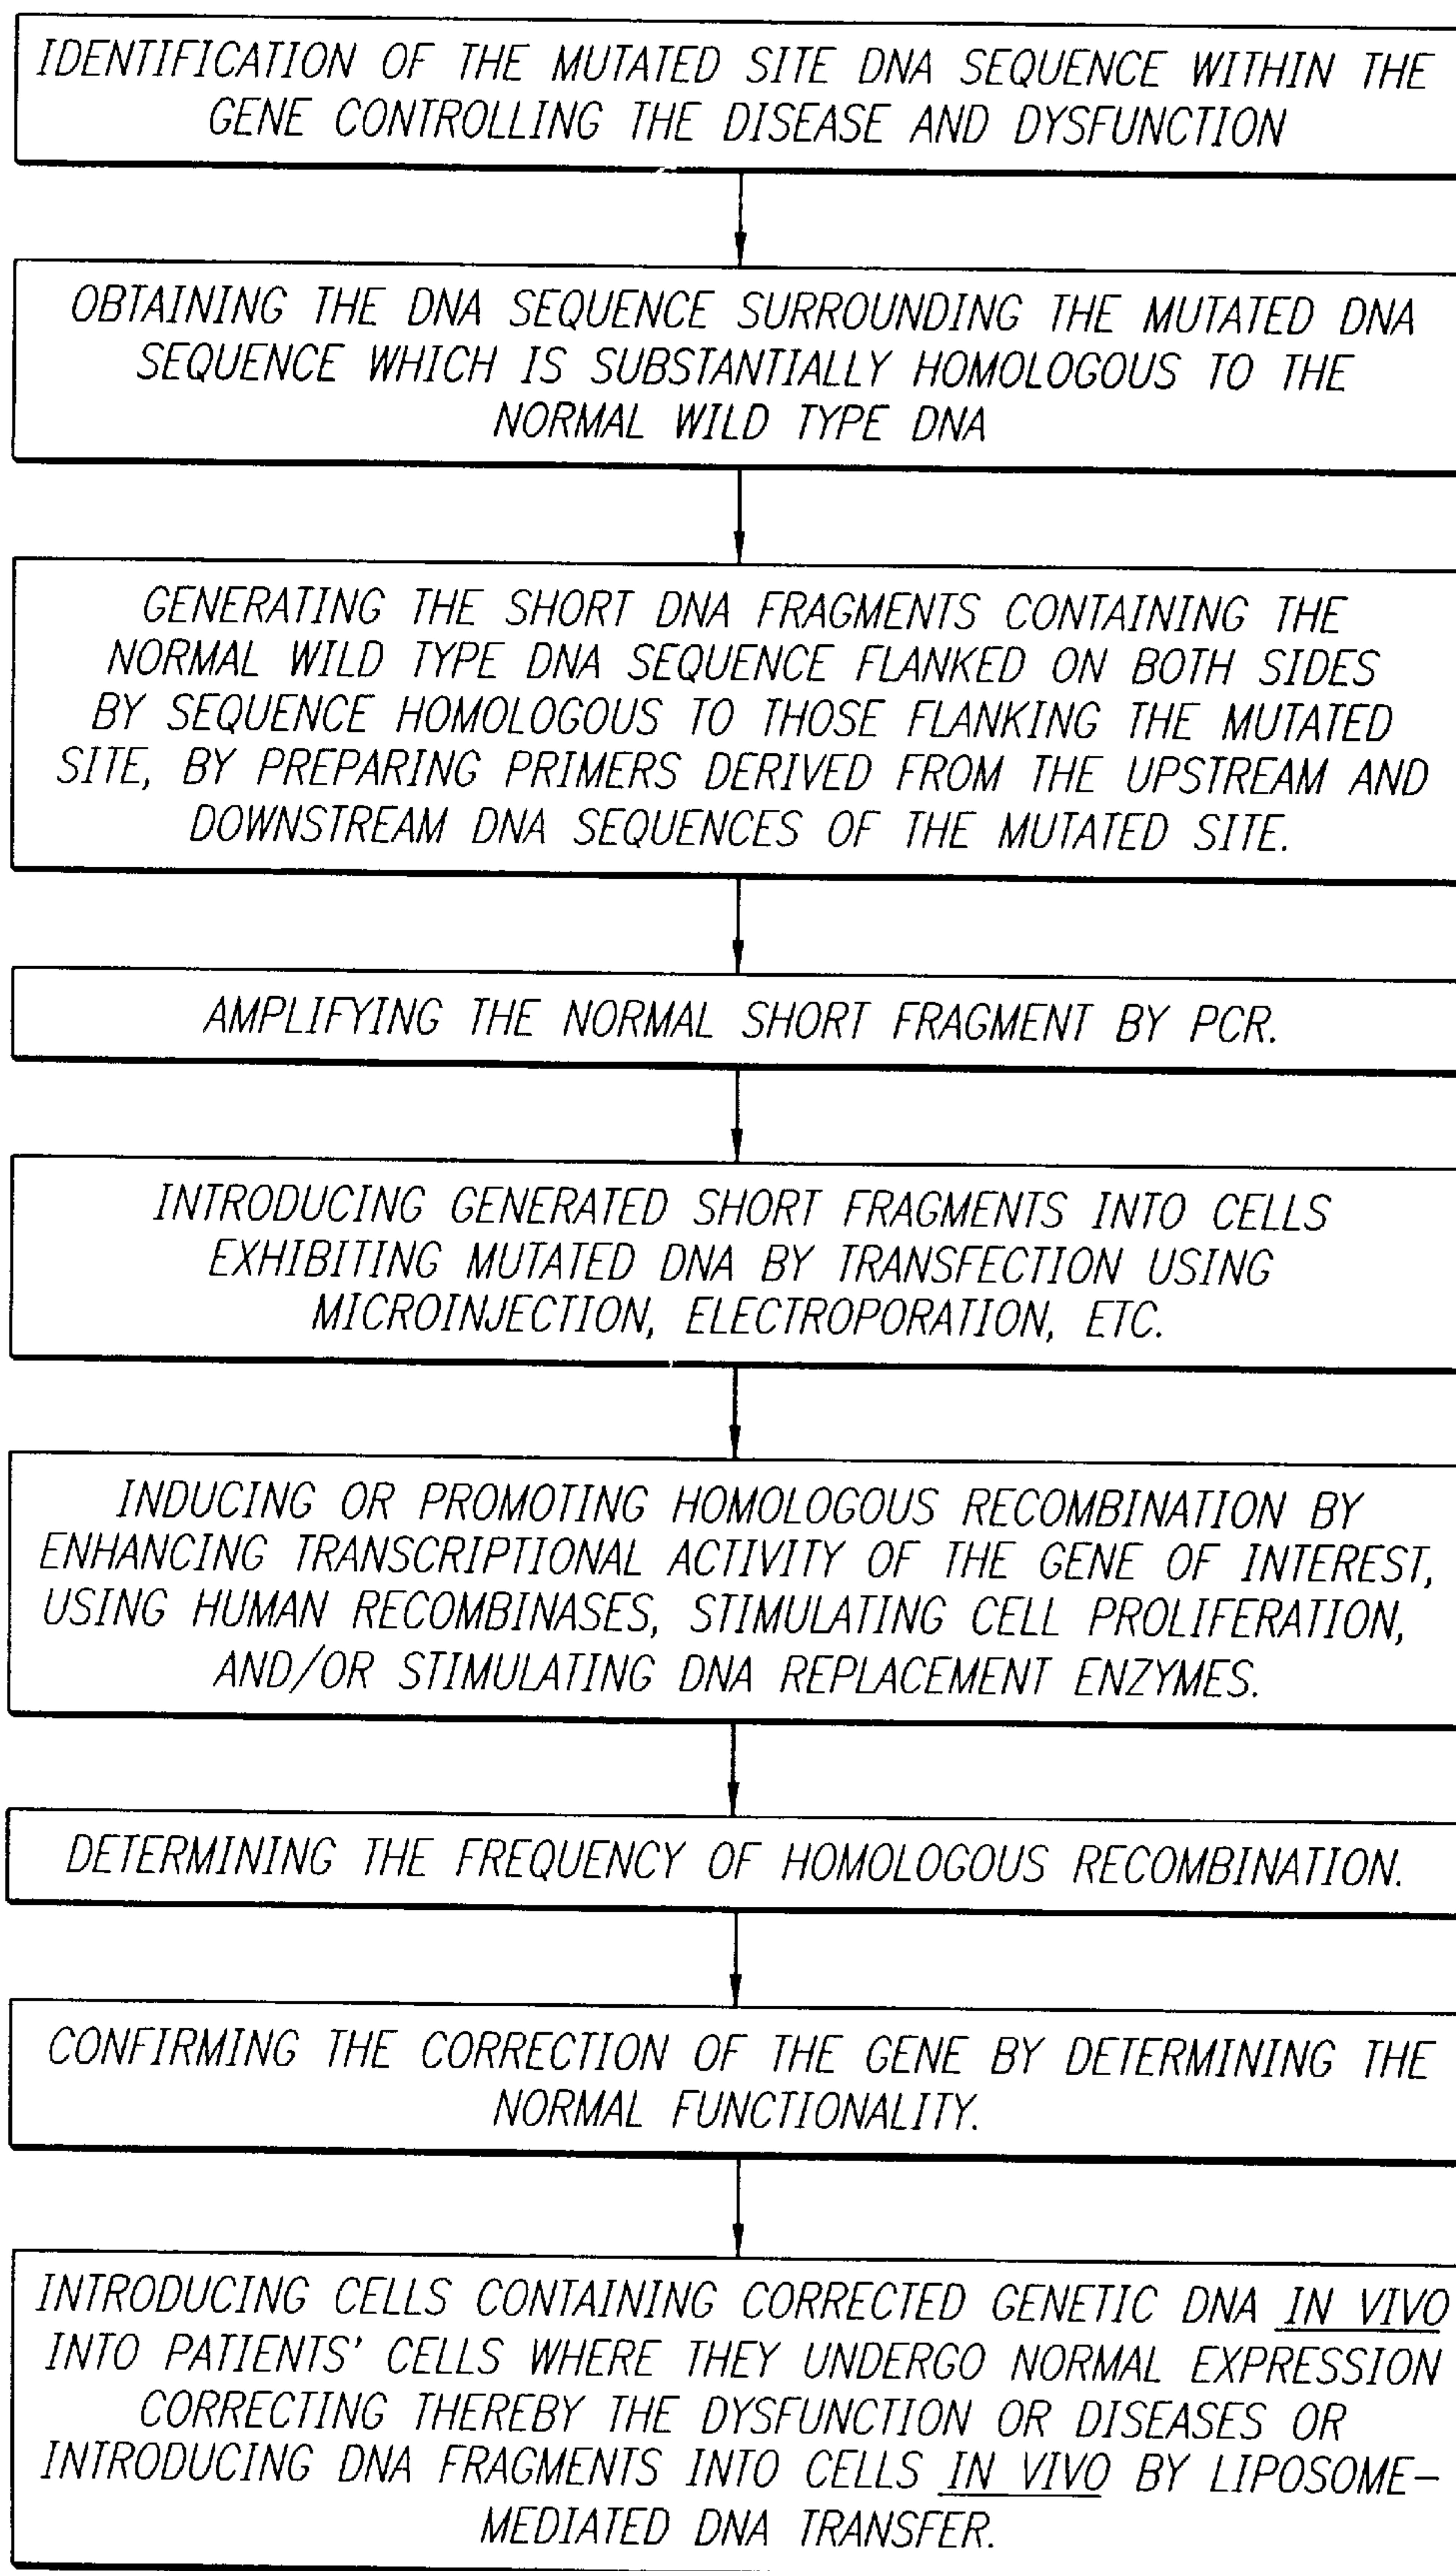 IDENTIFICATION OF THE MUTATED SITE DNA SEQUENCE WITHIN THE
GENE CONTROLLING THE DISEASE AND DYSFUNCTION
OBTAINING THE DNA SEQUENCE SURROUNDING THE MUTATED DNA
SEQUENCE WHICH IS SUBSTANTIALLY HOMOLOGOUS TO THE
NORMAL WILD TYPE DNA
GENERATING THE SHORT DNA FRAGMENTS CONTAINING THE
NORMAL WILD TYPE DNA SEQUENCE FLANKED ON BOTH SIDES
BY SEQUENCE HOMOLOGOUS TO THOSE FLANKING THE MUTATED
SITE, BY PREPARING PRIMERS DERIVED FROM THE UPSTREAM AND
DOWNSTREAM DNA SEQUENCES OF THE MUTATED SITE.
AMPLIFYING THE NORMAL SHORT FRAGMENT BY PCR.
INTRODUCING GENERATED SHORT FRAGMENTS INTO CELLS
EXHIBITING MUTATED DNA BY TRANSFECTION USING
MICROINJECTION, ELECTROPORATION, ETC.
INDUCING OR PROMOTING HOMOLOGOUS RECOMBINATION BY
ENHANCING TRANSCRIPTIONAL ACTIVITY OF THE GENE OF INTEREST,
USING HUMAN RECOMBINASES, STIMULATING CELL PROLIFERATION,
AND/OR STIMULATING DNA REPLACEMENT ENZYMES.
DETERMINING THE FREQUENCY OF HOMOLOGOUS RECOMBINATION.
CONFIRMING THE CORRECTION OF THE GENE BY DETERMINING THE
NORMAL FUNCTIONALITY.
INTRODUCING CELLS CONTAINING CORRECTED GENETIC DNA IN VIVO
INTO PATIENTS' CELLS WHERE THEY UNDERGO NORMAL EXPRESSION
CORRECTING THEREBY THE DYSFUNCTION OR DISEASES OR
INTRODUCING DNA FRAGMENTS INTO CELLS IN VIVO BY LIPOSOME-
MEDIATED DNA TRANSFER.